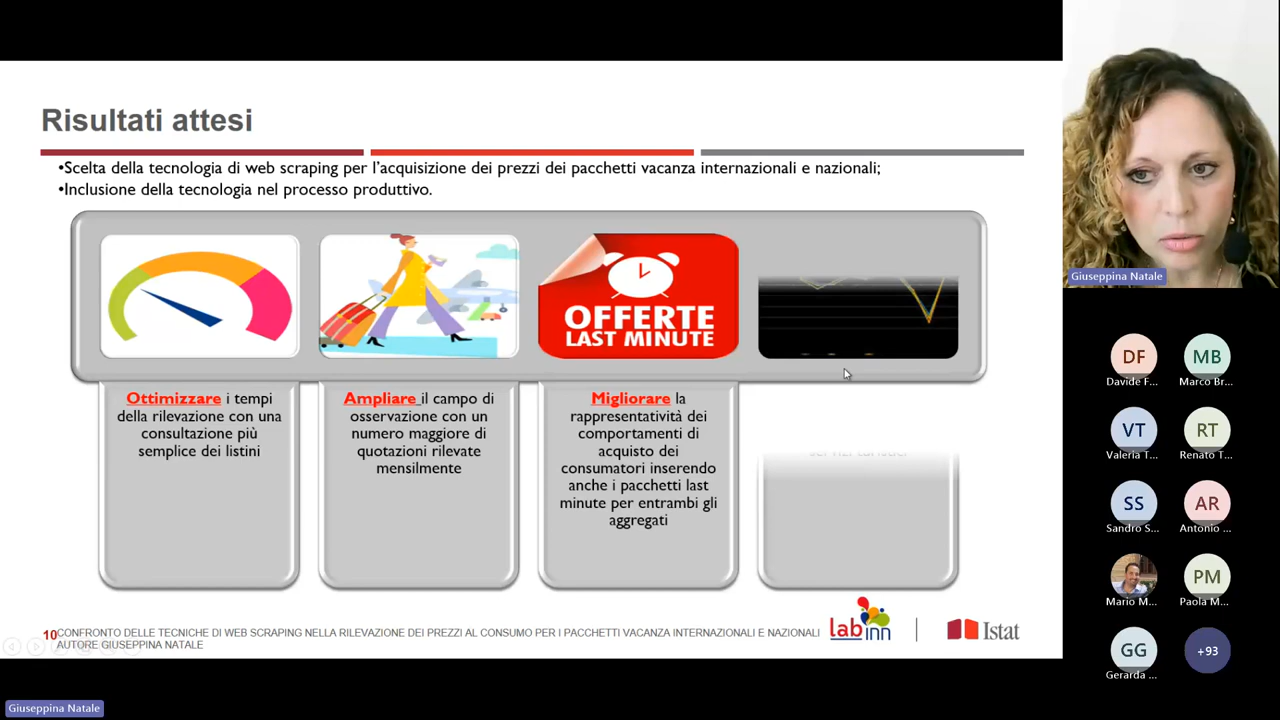 Risultati attesi
•Scelta della tecnologia di web scraping per l'acquisizione dei prezzi dei pacchetti vacanza internazionali e nazionali;
•Inclusione della tecnologia nel processo produttivo.
OFFERTE
LAST MINUTE
Ottimizzare i tempi
della rilevazione con una
consultazione più
semplice dei listini
Ampliare il campo di
osservazione con un
numero maggiore di
quotazioni rilevate
mensilmente
Migliorare la
rappresentatività dei
comportamenti di
acquisto dei
consumatori inserendo
anche i pacchetti last
minute per entrambi gli
aggregati
10
CONFRONTO DELLE TECNICHE DI WEB SCRAPING NELLA RILEVAZIONE DEI PREZZI AL CONSUMO PER I PACCHETTI VACANZA INTERNAZIONALI E NAZIONALI
AUTORE GIUSEPPINA NATALE
labinn
Istat
Giuseppina Natale
DF
MB
Davide F...
Marco Br...
VT
RT
Valeria T...
Renato T...
SS
AR
Sandro S...
Antonio ...
PM
Mario M...
Paola M...
GG
+93
Gerarda ...
Giuseppina Natale